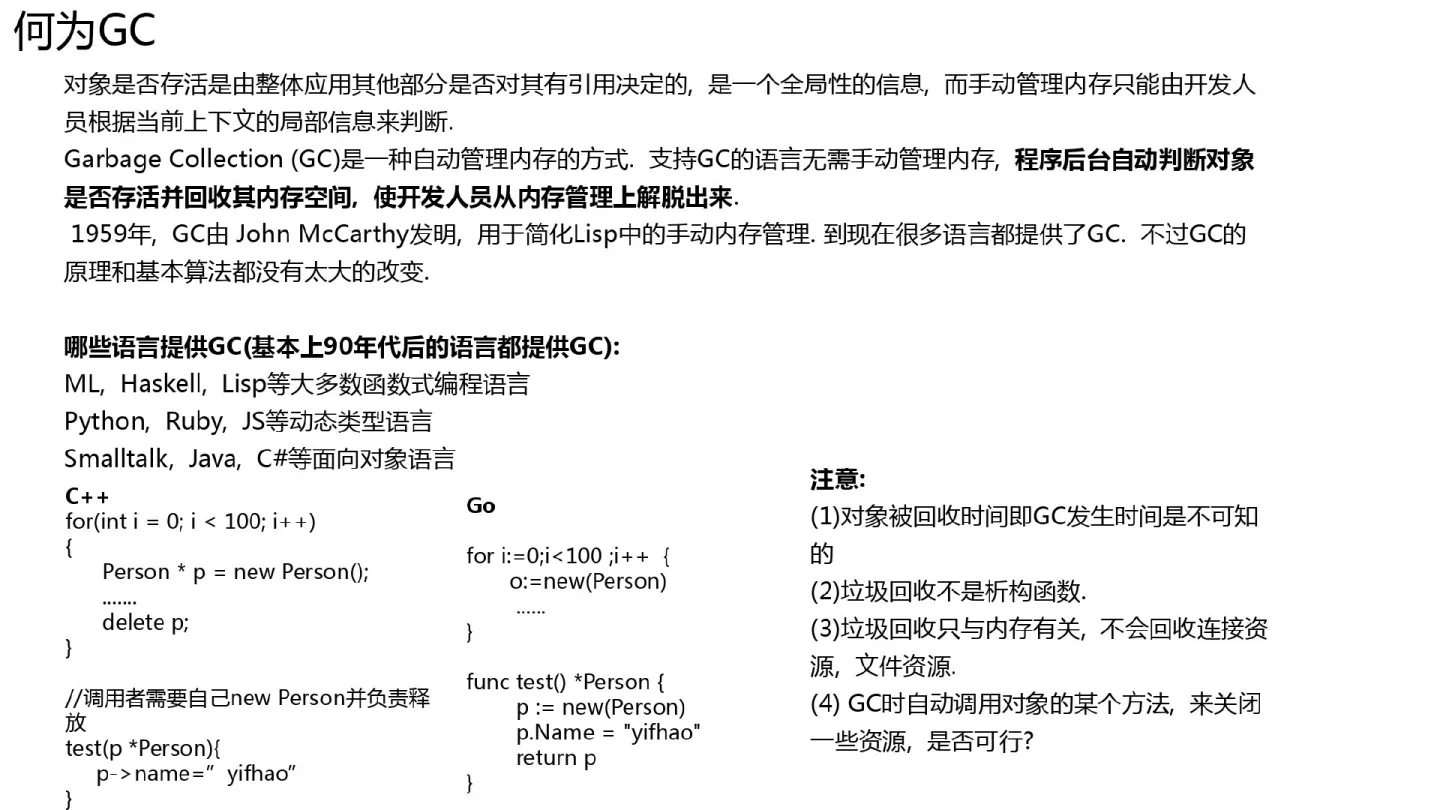 何为GC
对象是否存活是由整体应用其他部分是否对其有引用决定的，是一个全局性的信息，而手动管理内存只能由开发人
员根据当前上下文的局部信息来判断.
Garbage Collection (GC)是一种自动管理内存的方式. 支持GC的语言无需手动管理内存，程序后台自动判断对象
是否存活并回收其内存空间，使开发人员从内存管理上解脱出来.
1959年，GC由 John McCarthy发明，用于简化Lisp中的手动内存管理. 到现在很多语言都提供了GC. 不过GC的
原理和基本算法都没有太大的改变.
哪些语言提供GC(基本上90年代后的语言都提供GC):
ML, Haskell, Lisp等大多数函数式编程语言
Python, Ruby, JS等动态类型语言
Smalltalk, Java, C#等面向对象语言
C++
for(int i = 0; i < 100; i++)
{
Person * p = new Person();
.......
delete p;
}
//调用者需要自己new Person并负责释
放
test(p *Person){
p->name=” yifhao”
}
Go
for i:=0;i<100 ;i++ {
o:=new(Person)
......
}
func test() *Person {
p := new(Person)
p.Name = "yifhao"
return p
}
注意:
(1)对象被回收时间即GC发生时间是不可知
的
(2)垃圾回收不是析构函数.
(3)垃圾回收只与内存有关，不会回收连接资
源，文件资源.
(4) GC时自动调用对象的某个方法，来关闭
一些资源，是否可行?